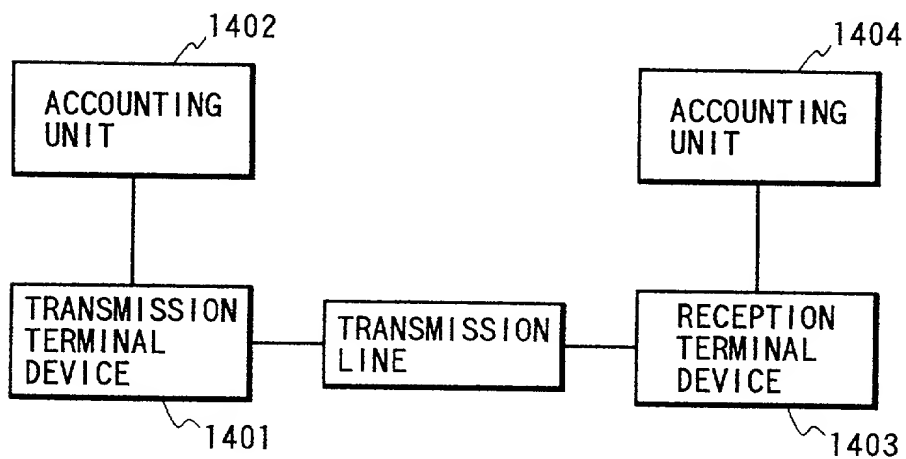 1402
1404
ACCOUNTING
UNIT
ACCOUNTING
UNIT
TRANSMISSION
TERMINAL
DEVICE
TRANSMISSION
LINE
RECEPTION
TERMINAL
DEVICE
1401
1403